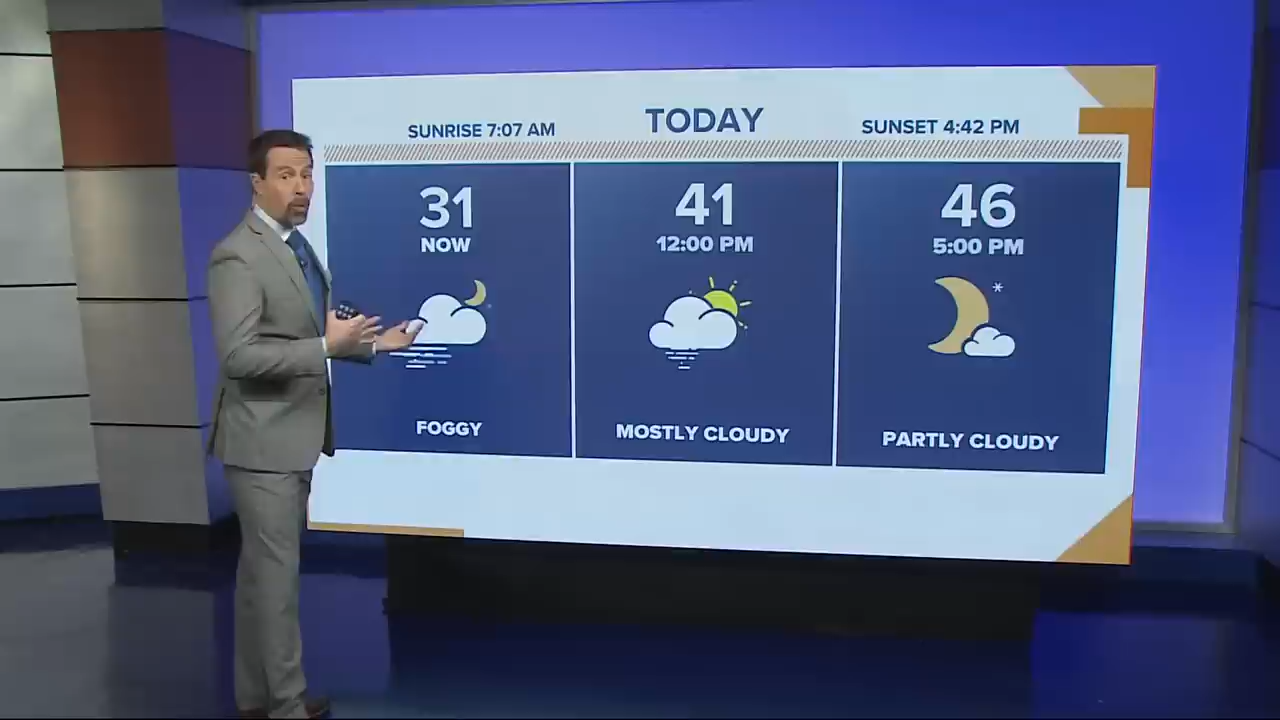 TODAY
SUNRISE 7:07 AM
SUNSET 4:42 PM
31
NOW
FOGGY
41
12:00 PM
MOSTLY CLOUDY
46
5:00 PM
PARTLY CLOUDY